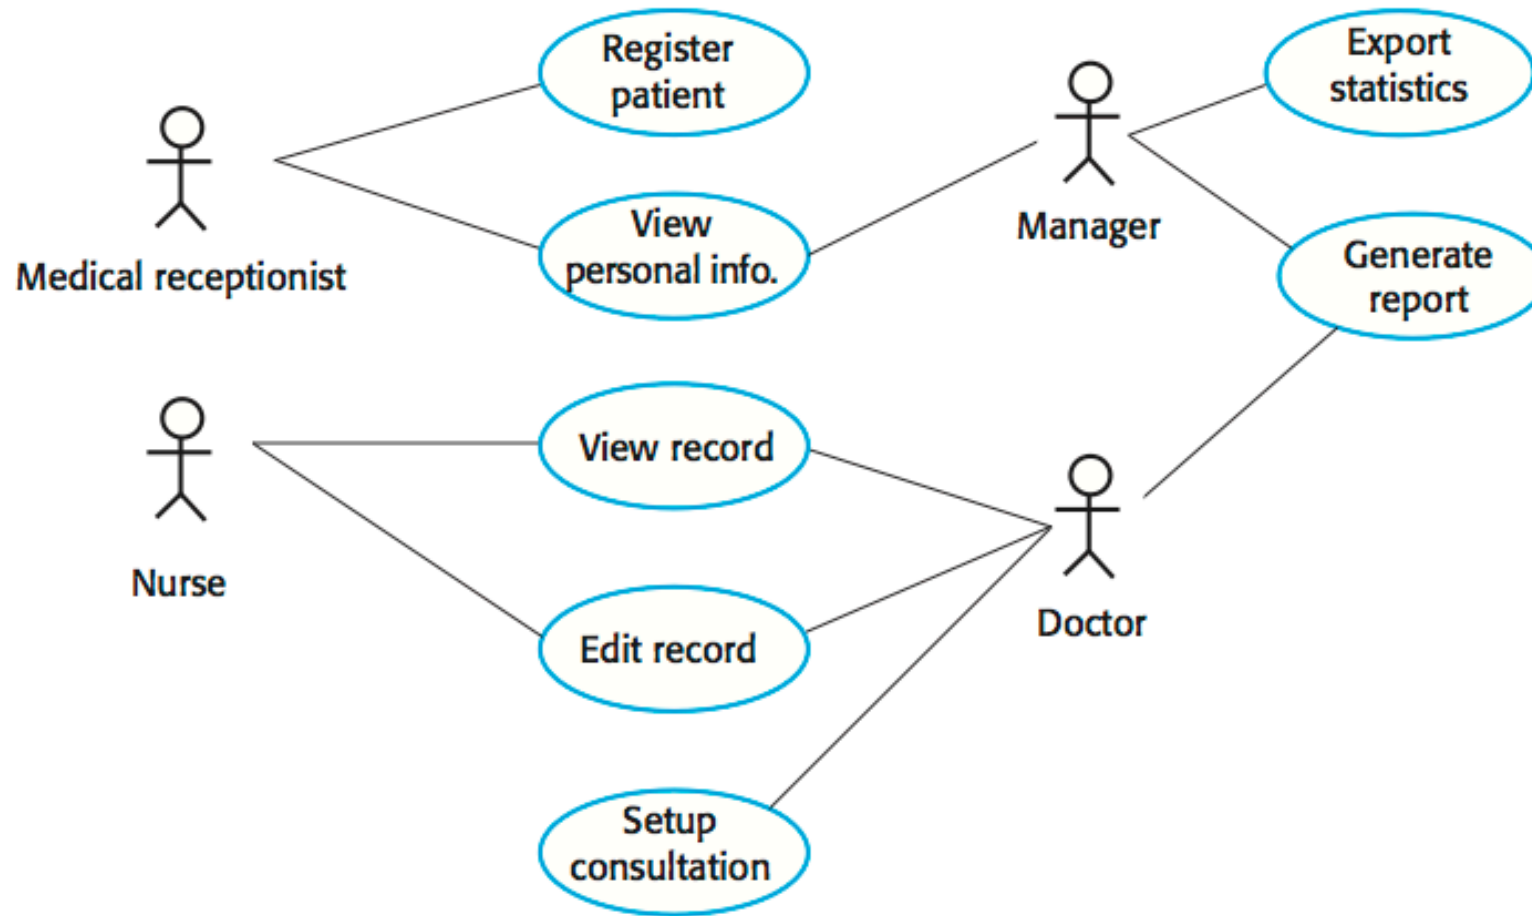 Register
patient
Export
statistics
Medical receptionist
View
personal info.
Manager
Generate
report
Nurse
View record
Edit record
Doctor
Setup
consultation